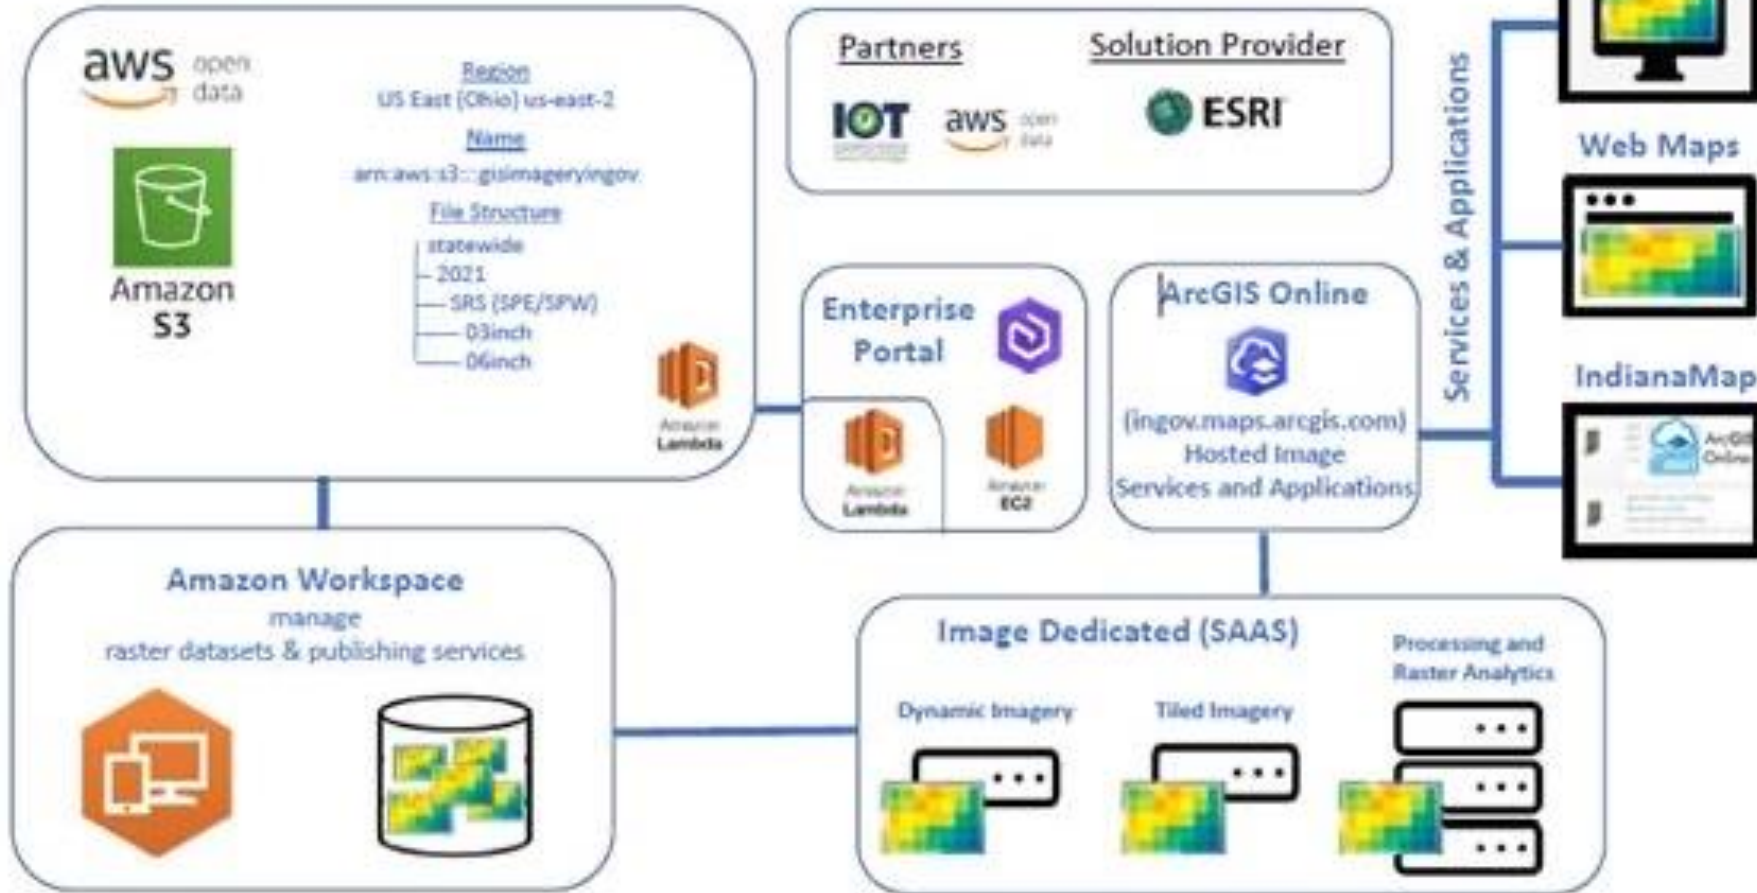 aws open data
Amazon
S3
Region
US East (Ohio) us-east-2
Name
arn:aws:s3:::gisimageryingov
File Structure
statewide
2021
SRS (SPE/SPW)
03inch
06inch
Amazon
Lambda
Partners
IOT
aws open data
Solution Provider
ESRI
Enterprise
Portal
Amazon
Lambda
Amazon
EC2
ArcGIS Online
(ingov.maps.arcgis.com)
Hosted Image
Services and Applications
Services & Applications
Web Maps
IndianaMap
ArcGIS
Online
Amazon Workspace
manage
raster datasets & publishing services
Image Dedicated (SAAS)
Dynamic Imagery
Tiled Imagery
Processing and
Raster Analytics